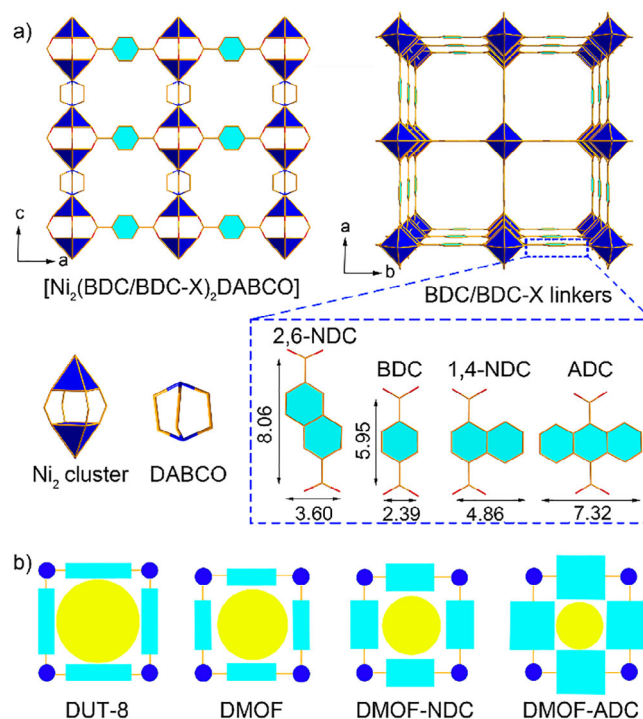 a)
c
a
a
b
[Ni₂(BDC/BDC-X)₂DABCO]
BDC/BDC-X linkers
2,6-NDC
BDC
1,4-NDC
ADC
8.06
5.95
3.60
2.39
4.86
7.32
Ni₂ cluster
DABCO
b)
DUT-8
DMOF
DMOF-NDC
DMOF-ADC